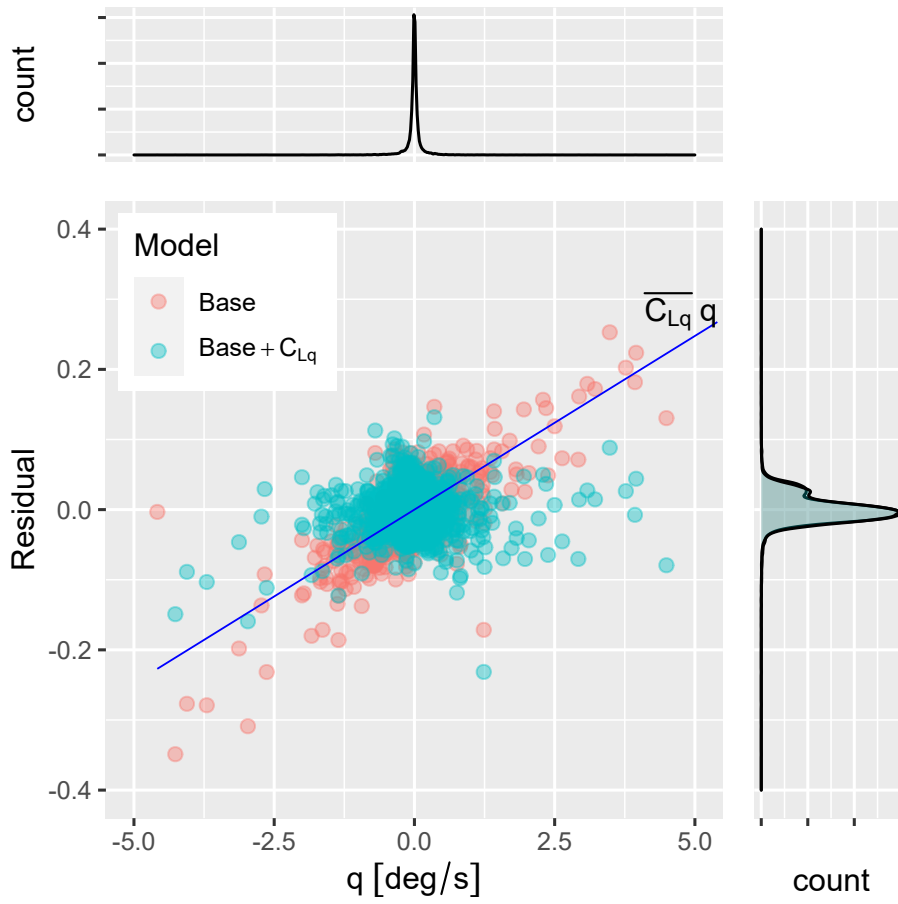 count
0.4
0.2
0.0
-0.2
-0.4
Residual
Model
Base
Base + C_Lq
C̅_L̅q̅ q
-5.0
-2.5
0.0
2.5
5.0
q [deg/s]
count